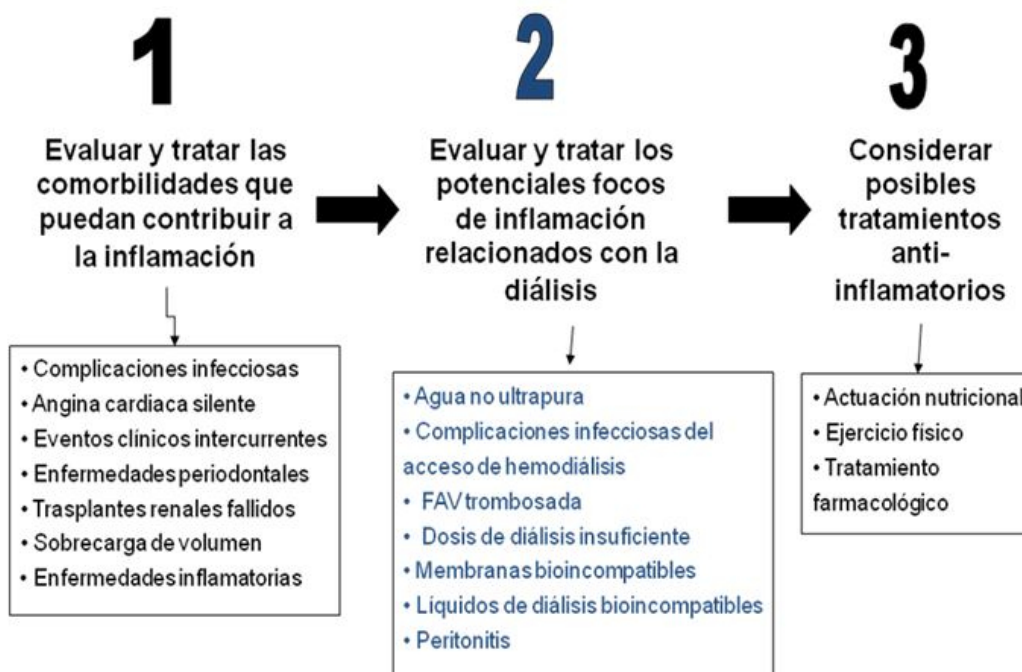 1
Evaluar y tratar las
comorbilidades que
puedan contribuir a
la inflamación
• Complicaciones infecciosas
• Angina cardiaca silente
• Eventos clínicos intercurrentes
• Enfermedades periodontales
• Trasplantes renales fallidos
• Sobrecarga de volumen
• Enfermedades inflamatorias
2
Evaluar y tratar los
potenciales focos
de inflamación
relacionados con la
diálisis
• Agua no ultrapura
• Complicaciones infecciosas del
acceso de hemodiálisis
• FAV trombosada
• Dosis de diálisis insuficiente
• Membranas bioincompatibles
• Líquidos de diálisis bioincompatibles
• Peritonitis
3
Considerar
posibles
tratamientos
anti-
inflamatorios
• Actuación nutricional
• Ejercicio físico
• Tratamiento
farmacológico